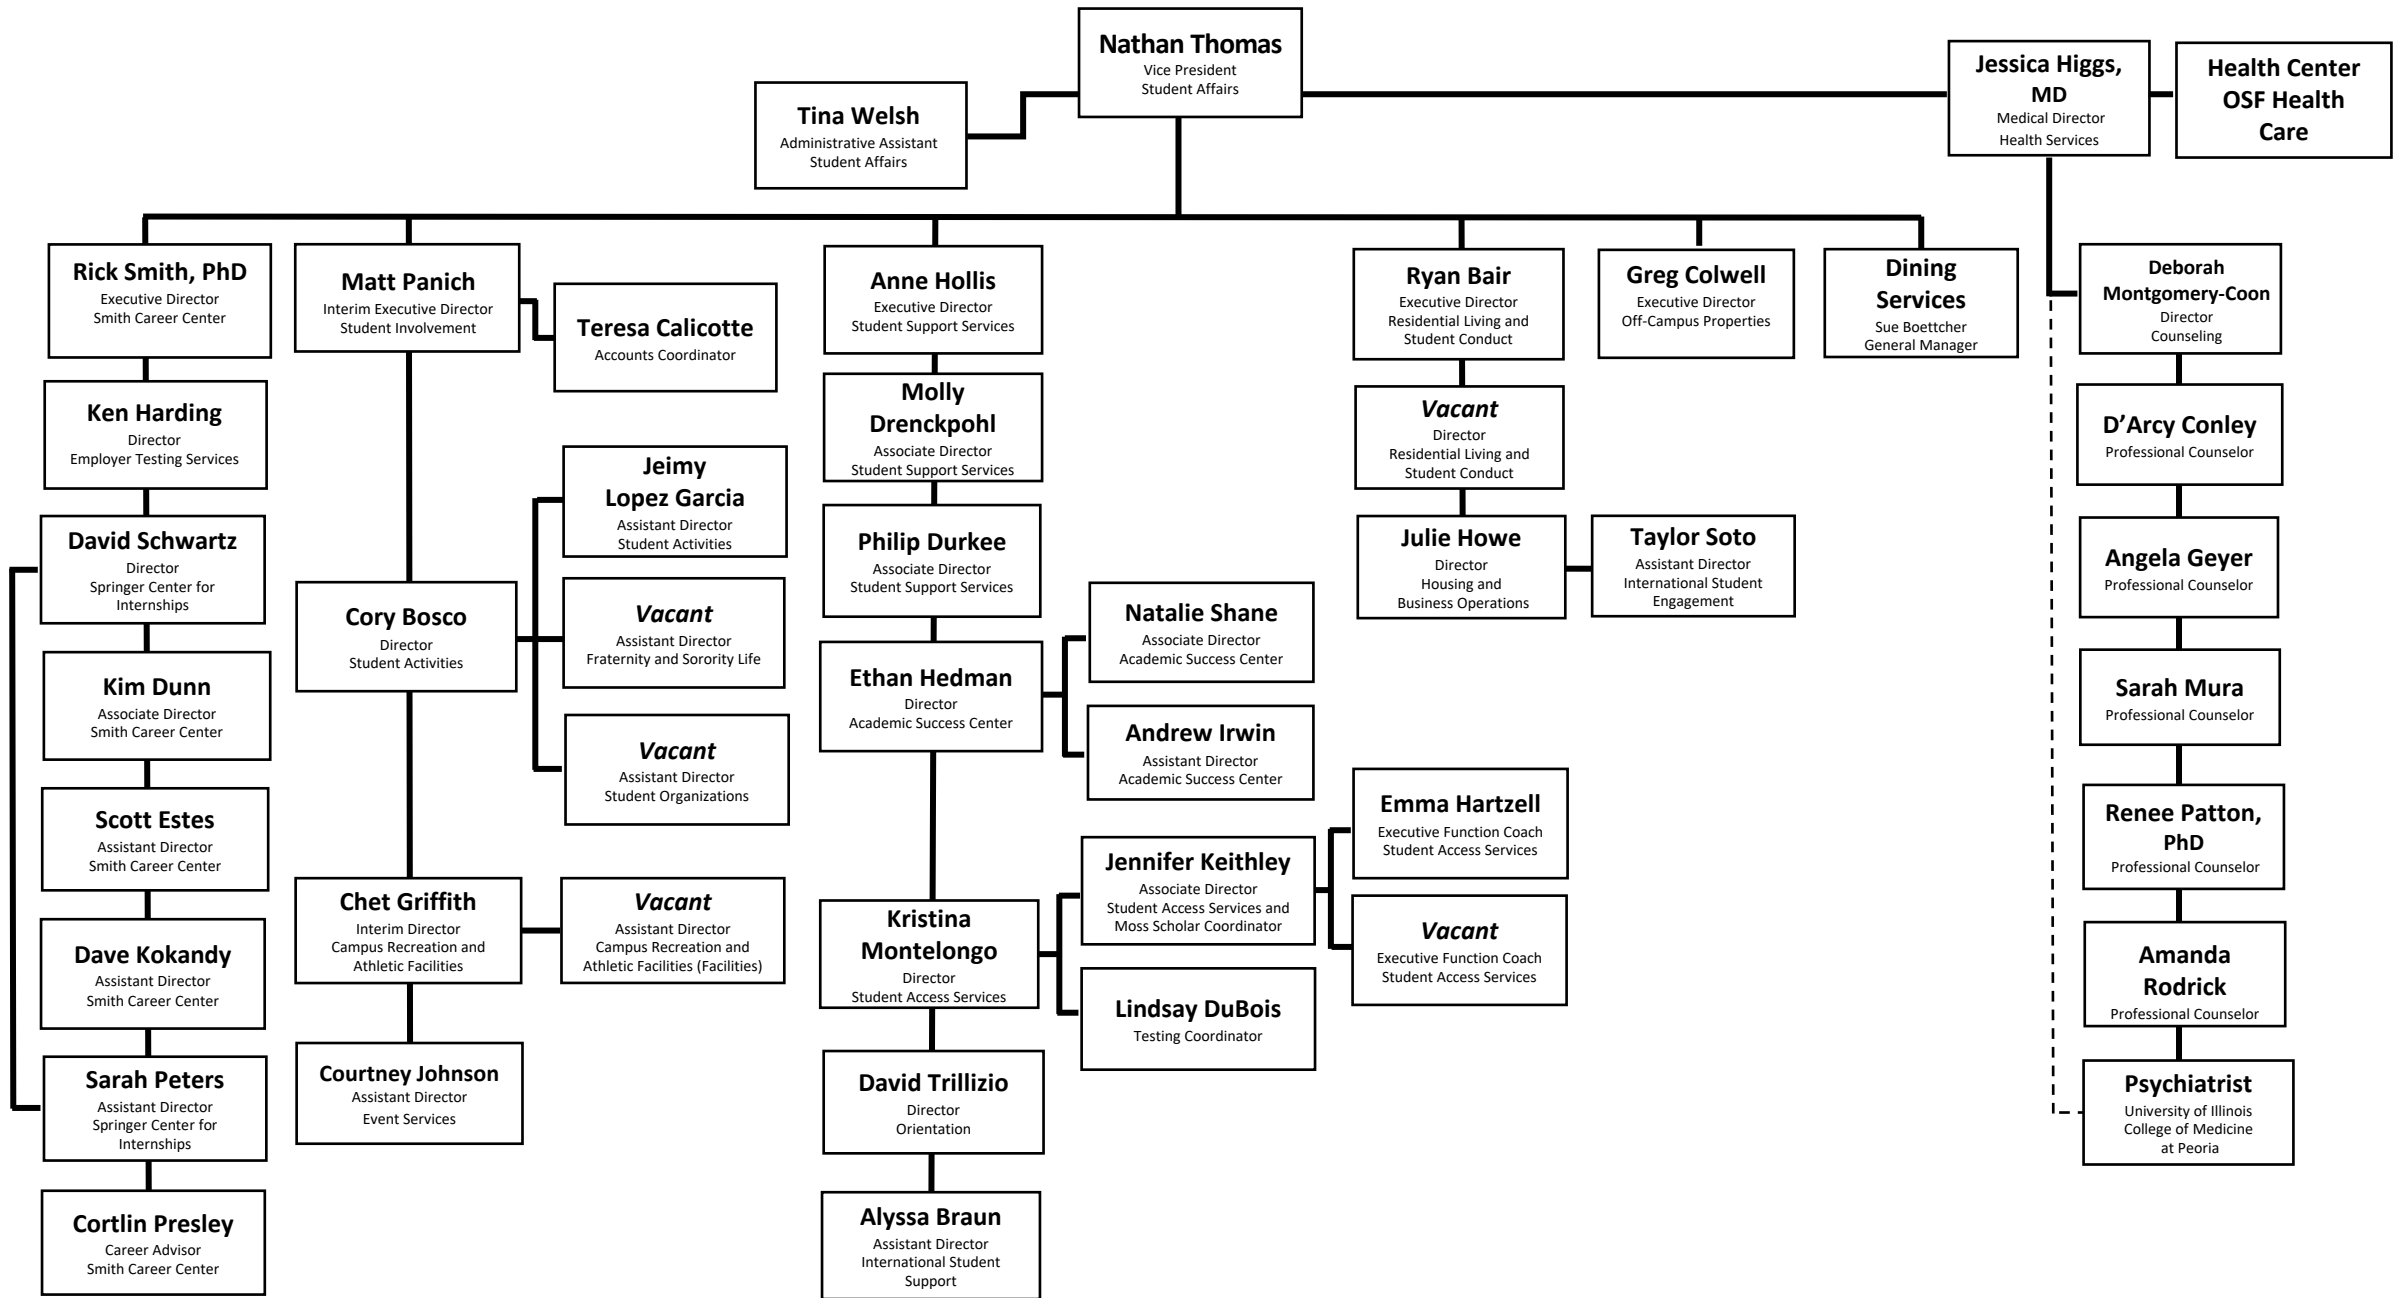 Nathan Thomas
Vice President
Student Affairs
Tina Welsh
Administrative Assistant
Student Affairs
Jessica Higgs,
MD
Medical Director
Health Services
Health Center
OSF Health
Care
Rick Smith, PhD
Executive Director
Smith Career Center
Ken Harding
Director
Employer Testing Services
David Schwartz
Director
Springer Center for
Internships
Kim Dunn
Associate Director
Smith Career Center
Scott Estes
Assistant Director
Smith Career Center
Dave Kokandy
Assistant Director
Smith Career Center
Sarah Peters
Assistant Director
Springer Center for
Internships
Cortlin Presley
Career Advisor
Smith Career Center
Matt Panich
Interim Executive Director
Student Involvement
Teresa Calicotte
Accounts Coordinator
Cory Bosco
Director
Student Activities
Jeimy
Lopez Garcia
Assistant Director
Student Activities
Vacant
Assistant Director
Fraternity and Sorority Life
Vacant
Assistant Director
Student Organizations
Chet Griffith
Interim Director
Campus Recreation and
Athletic Facilities
Vacant
Assistant Director
Campus Recreation and
Athletic Facilities (Facilities)
Courtney Johnson
Assistant Director
Event Services
Anne Hollis
Executive Director
Student Support Services
Molly
Drenckpohl
Associate Director
Student Support Services
Philip Durkee
Associate Director
Student Support Services
Ethan Hedman
Director
Academic Success Center
Natalie Shane
Associate Director
Academic Success Center
Andrew Irwin
Assistant Director
Academic Success Center
Kristina
Montelongo
Director
Student Access Services
Jennifer Keithley
Associate Director
Student Access Services and
Moss Scholar Coordinator
Emma Hartzell
Executive Function Coach
Student Access Services
Vacant
Executive Function Coach
Student Access Services
Lindsay DuBois
Testing Coordinator
David Trillizio
Director
Orientation
Alyssa Braun
Assistant Director
International Student
Support
Ryan Bair
Executive Director
Residential Living and
Student Conduct
Vacant
Director
Residential Living and
Student Conduct
Julie Howe
Director
Housing and
Business Operations
Taylor Soto
Assistant Director
International Student
Engagement
Greg Colwell
Executive Director
Off-Campus Properties
Dining
Services
Sue Boettcher
General Manager
Deborah
Montgomery-Coon
Director
Counseling
D’Arcy Conley
Professional Counselor
Angela Geyer
Professional Counselor
Sarah Mura
Professional Counselor
Renee Patton,
PhD
Professional Counselor
Amanda
Rodrick
Professional Counselor
Psychiatrist
University of Illinois
College of Medicine
at Peoria